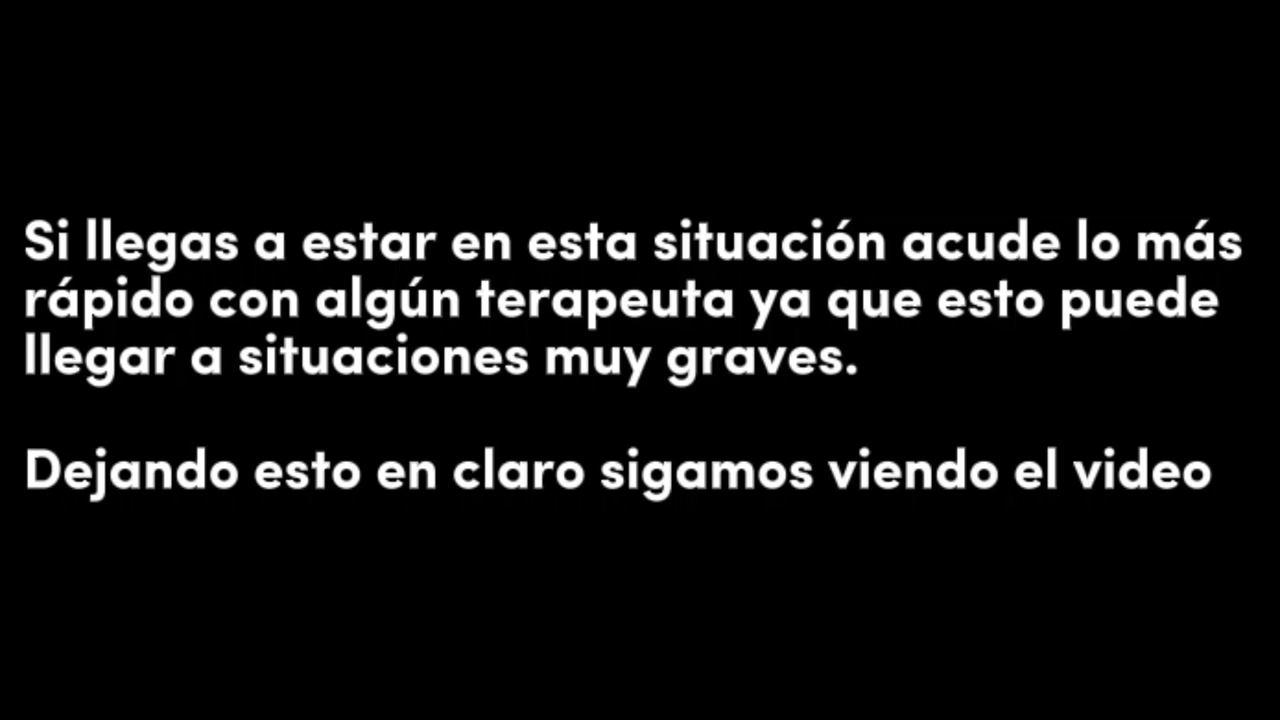 Si llegas a estar en esta situación acude lo más
rápido con algún terapeuta ya que esto puede
llegar a situaciones muy graves.
Dejando esto en claro sigamos viendo el video